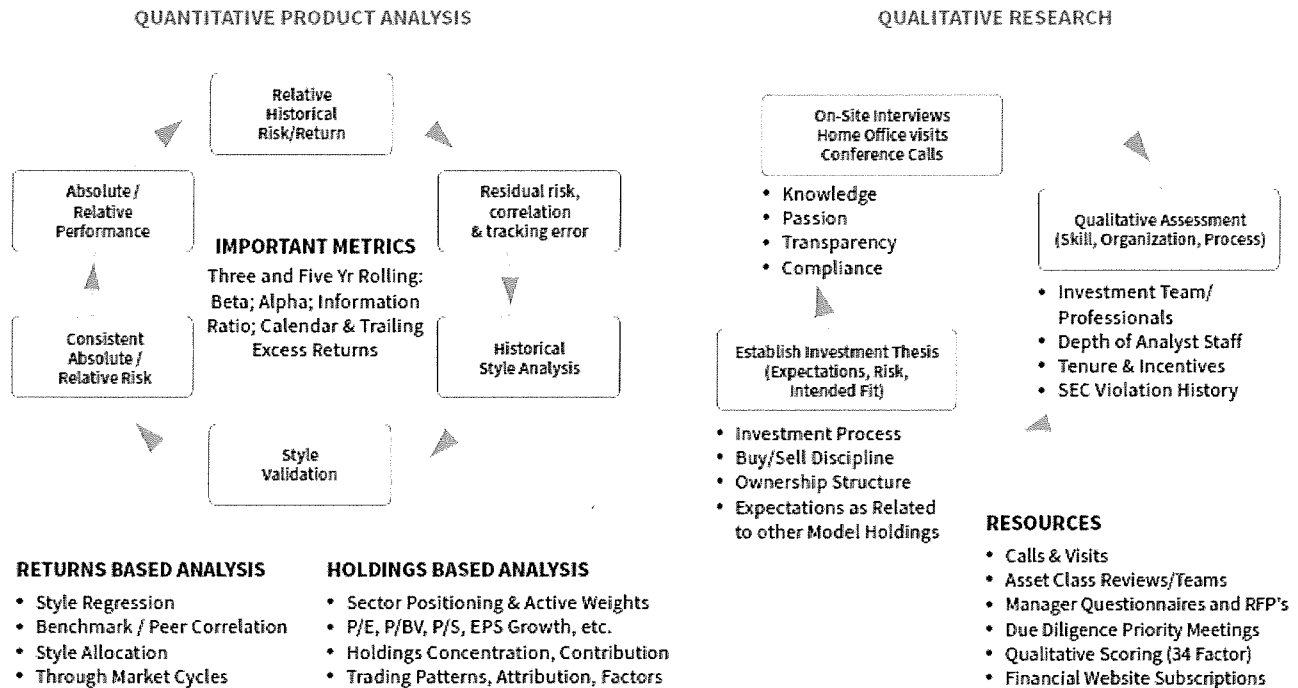 QUANTITATIVE PRODUCT ANALYSIS
Relative
Historical
Risk/Return
Absolute /
Relative
Performance
Residual risk,
correlation
& tracking error
IMPORTANT METRICS
Three and Five Yr Rolling:
Beta; Alpha; Information
Ratio; Calendar & Trailing
Excess Returns
Consistent
Absolute /
Relative Risk
Historical
Style Analysis
Style
Validation
RETURNS BASED ANALYSIS
• Style Regression
• Benchmark / Peer Correlation
• Style Allocation
• Through Market Cycles
HOLDINGS BASED ANALYSIS
• Sector Positioning & Active Weights
• P/E, P/BV, P/S, EPS Growth, etc.
• Holdings Concentration, Contribution
• Trading Patterns, Attribution, Factors
QUALITATIVE RESEARCH
On-Site Interviews
Home Office visits
Conference Calls
• Knowledge
• Passion
• Transparency
• Compliance
Qualitative Assessment
(Skill, Organization, Process)
• Investment Team/
Professionals
• Depth of Analyst Staff
• Tenure & Incentives
• SEC Violation History
Establish Investment Thesis
(Expectations, Risk,
Intended Fit)
• Investment Process
• Buy/Sell Discipline
• Ownership Structure
• Expectations as Related
to other Model Holdings
RESOURCES
• Calls & Visits
• Asset Class Reviews/Teams
• Manager Questionnaires and RFP's
• Due Diligence Priority Meetings
• Qualitative Scoring (34 Factor)
• Financial Website Subscriptions